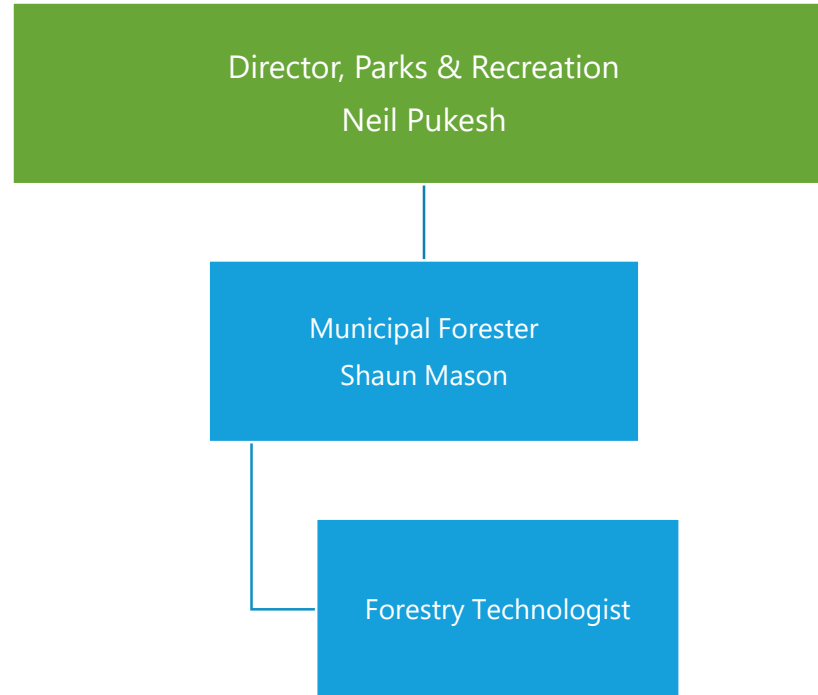 Director, Parks & Recreation
Neil Pukesh
Municipal Forester
Shaun Mason
Forestry Technologist